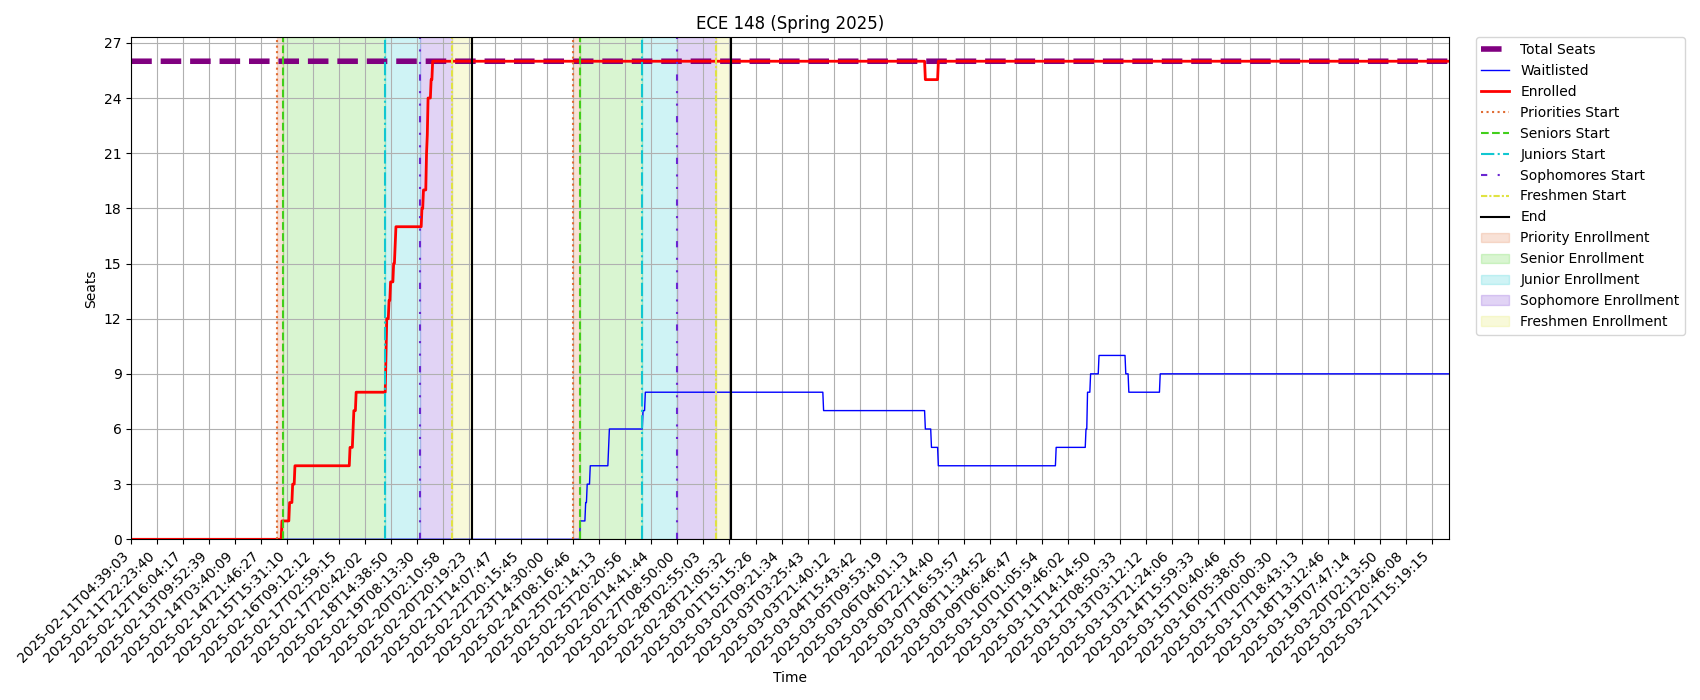 ECE 148 (Spring 2025)
27
24
21
18
15
12
9
6
3
0
Seats
2025-02-11T04:39:03
2025-02-11T22:23:40
2025-02-12T16:04:17
2025-02-13T09:52:39
2025-02-14T03:40:09
2025-02-14T21:46:27
2025-02-15T15:31:10
2025-02-16T09:12:12
2025-02-17T02:59:15
2025-02-17T20:42:02
2025-02-18T14:38:50
2025-02-19T08:13:30
2025-02-20T02:10:58
2025-02-20T20:19:23
2025-02-21T14:07:47
2025-02-22T20:15:45
2025-02-23T14:30:00
2025-02-24T08:16:46
2025-02-25T02:14:13
2025-02-25T20:20:56
2025-02-26T14:41:44
2025-02-27T08:50:00
2025-02-28T02:55:03
2025-02-28T21:05:32
2025-03-01T15:15:26
2025-03-02T09:21:34
2025-03-03T03:25:43
2025-03-03T21:40:12
2025-03-04T15:43:42
2025-03-05T09:53:19
2025-03-06T04:01:13
2025-03-06T22:14:40
2025-03-07T16:53:57
2025-03-08T11:34:52
2025-03-09T06:46:47
2025-03-10T01:05:54
2025-03-10T19:46:02
2025-03-11T14:14:50
2025-03-12T08:50:33
2025-03-13T03:12:12
2025-03-13T21:24:06
2025-03-14T15:59:33
2025-03-15T10:40:46
2025-03-16T05:38:05
2025-03-17T00:00:30
2025-03-17T18:43:13
2025-03-18T13:12:46
2025-03-19T07:47:14
2025-03-20T02:13:50
2025-03-20T20:46:08
2025-03-21T15:19:15
Time
Total Seats
Waitlisted
Enrolled
Priorities Start
Seniors Start
Juniors Start
Sophomores Start
Freshmen Start
End
Priority Enrollment
Senior Enrollment
Junior Enrollment
Sophomore Enrollment
Freshmen Enrollment